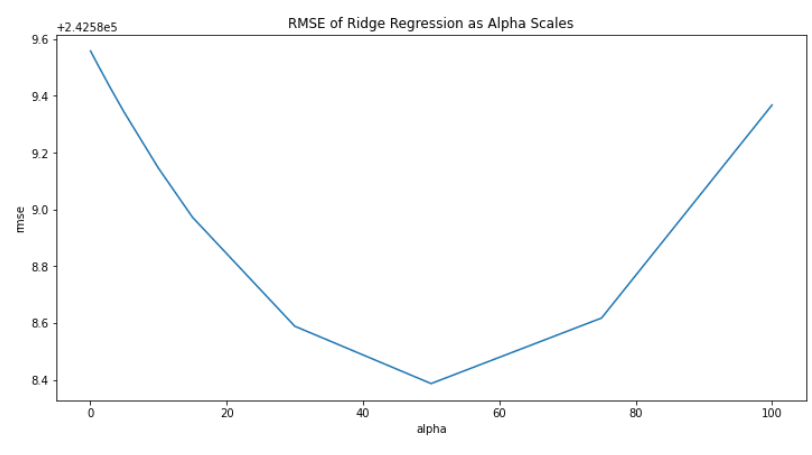 RMSE of Ridge Regression as Alpha Scales
+2.4258e5
9.6
9.4
9.2
9.0
8.8
8.6
8.4
rmse
0 20 40 60 80 100
alpha